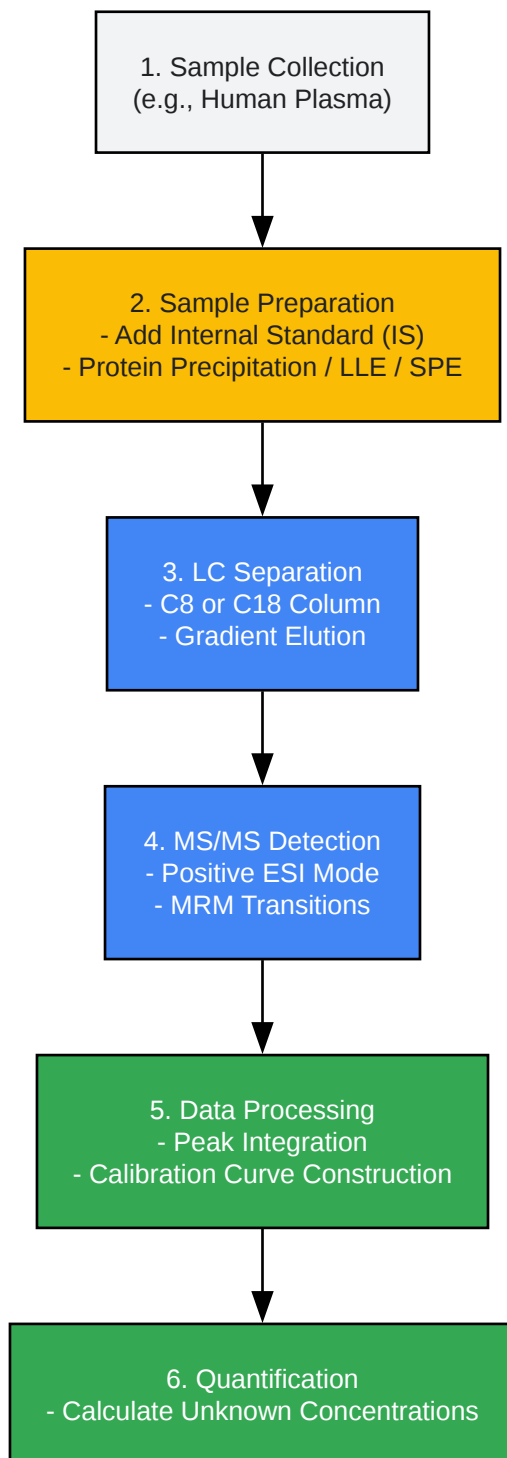 1. Sample Collection
(e.g., Human Plasma)
2. Sample Preparation
- Add Internal Standard (IS)
- Protein Precipitation / LLE / SPE
3. LC Separation
- C8 or C18 Column
- Gradient Elution
4. MS/MS Detection
- Positive ESI Mode
- MRM Transitions
5. Data Processing
- Peak Integration
- Calibration Curve Construction
6. Quantification
- Calculate Unknown Concentrations